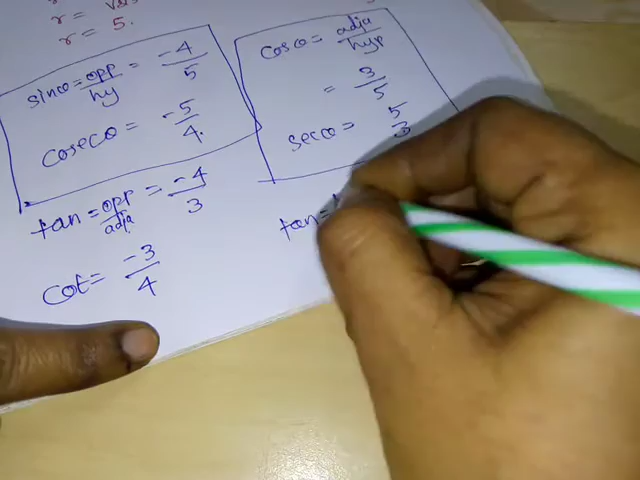 r =
r = 5.
sinθ = opp/hy = -4/5
cosecθ = -5/4.
tan = opp/adja = -4/3
cot = -3/4
cosθ = adja/hyp
= 3/5
secθ = 5/3
tan =